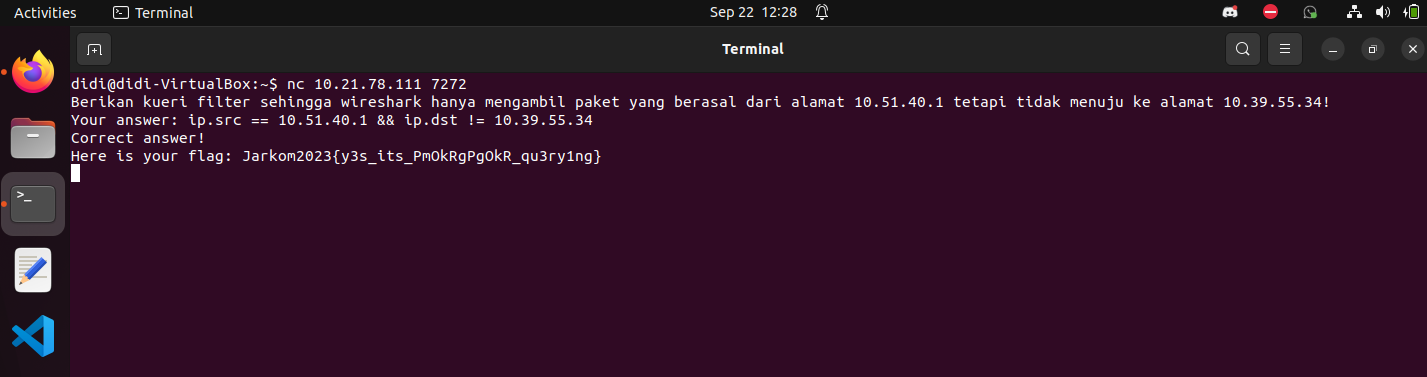 Activities
Terminal
Sep 22 12:28
Terminal
didi@didi-VirtualBox:~$ nc 10.21.78.111 7272
Berikan kueri filter sehingga wireshark hanya mengambil paket yang berasal dari alamat 10.51.40.1 tetapi tidak menuju ke alamat 10.39.55.34!
Your answer: ip.src == 10.51.40.1 && ip.dst != 10.39.55.34
Correct answer!
Here is your flag: Jarkom2023{y3s_its_PmOkRgPgOkR_qu3ry1ng}
>_